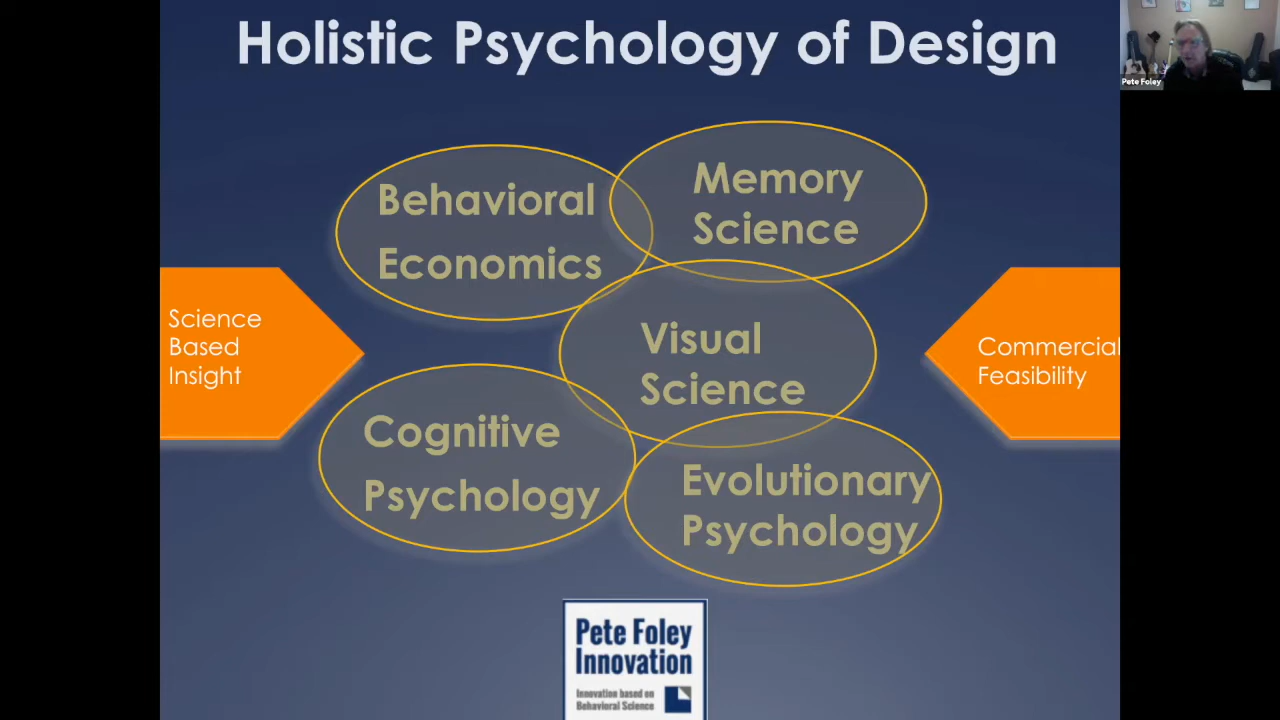 Holistic Psychology of Design
Pete Foley
Behavioral
Economics
Memory
Science
Science
Based
Insight
Visual
Science
Commercial
Feasibility
Cognitive
Psychology
Evolutionary
Psychology
Pete Foley
Innovation
Innovation based on
Behavioral Science